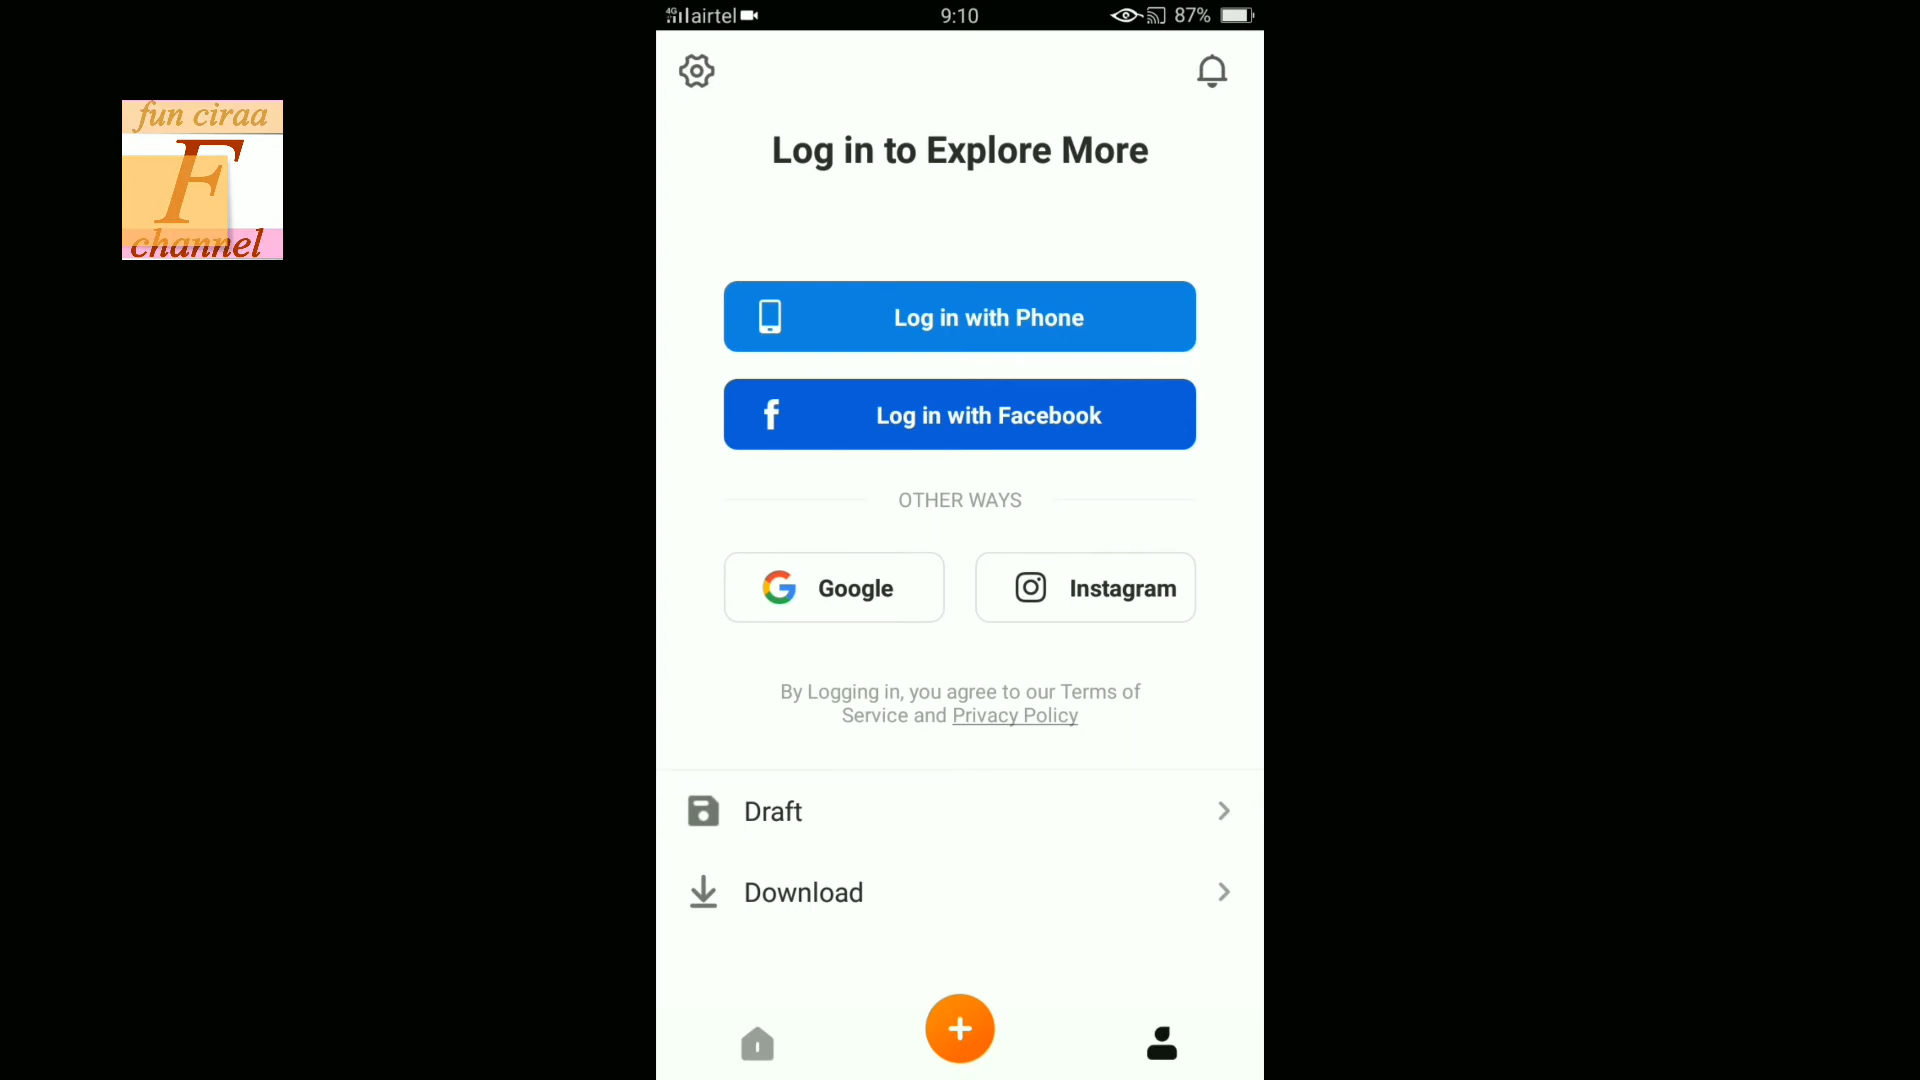 4G airtel 9:10 87%
fun ciraa
F
channel
Log in to Explore More
Log in with Phone
f Log in with Facebook
OTHER WAYS
G Google Instagram
By Logging in, you agree to our Terms of
Service and Privacy Policy
Draft
Download